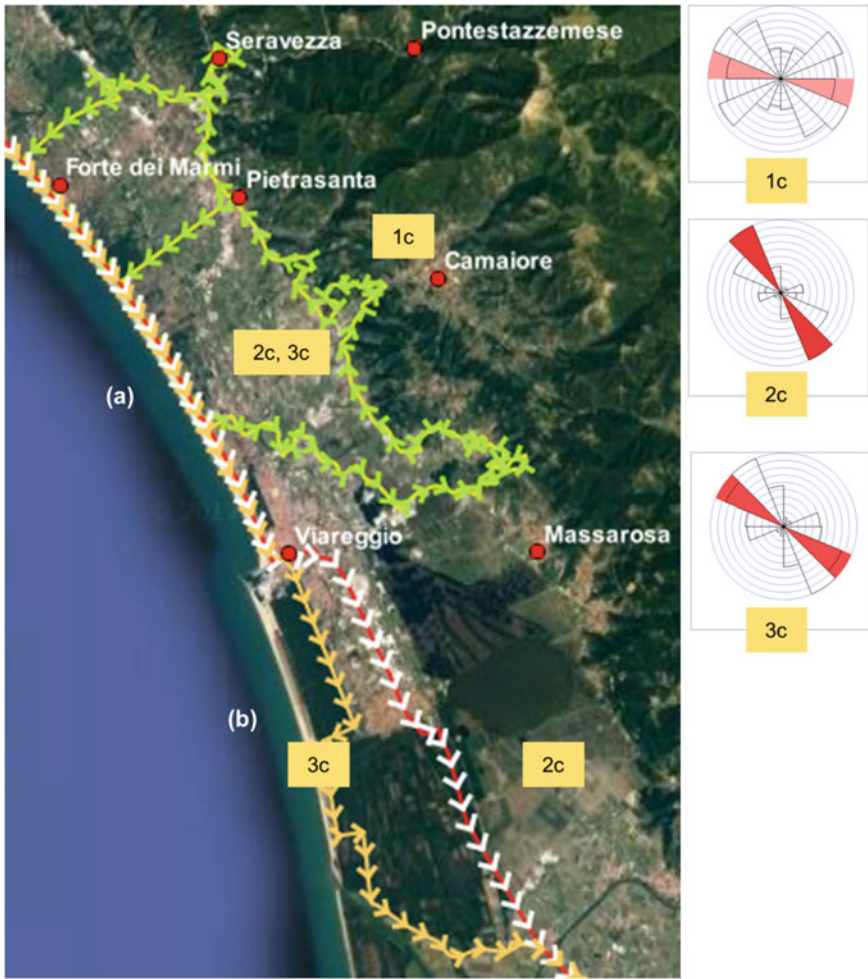 Seravezza
Pontestazzemese
1c
Forte dei Marmi
Pietrasanta
1c
Camaiore
2c, 3c
2c
(a)
Viareggio
Massarosa
3c
(b)
3c
2c